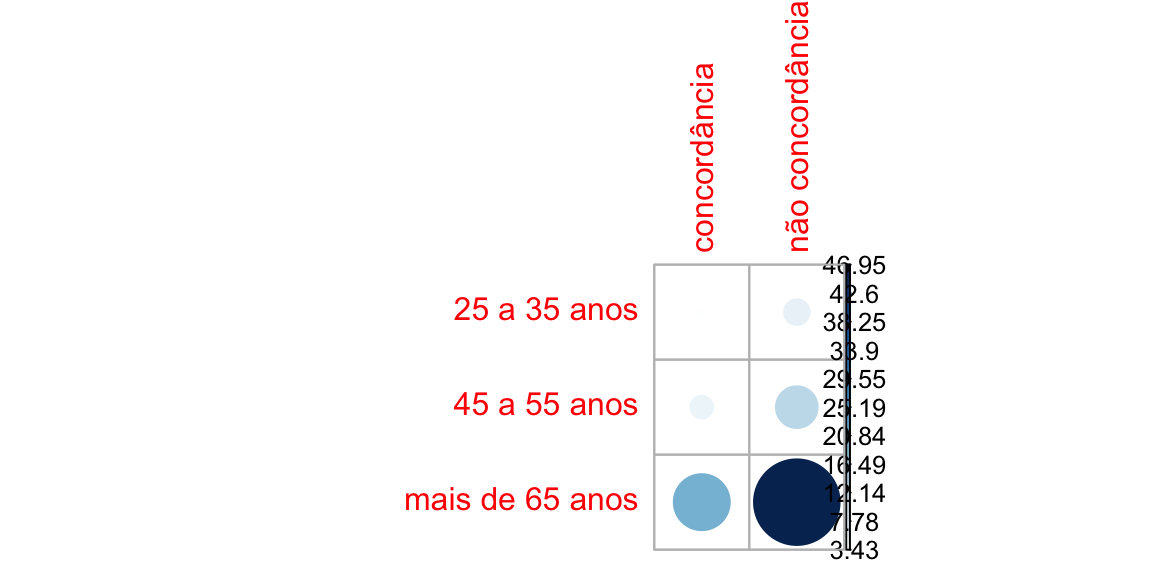 concordância
não concordância
25 a 35 anos
45 a 55 anos
mais de 65 anos
46.95
42.6
38.25
33.9
29.55
25.19
20.84
16.49
12.14
7.78
3.43